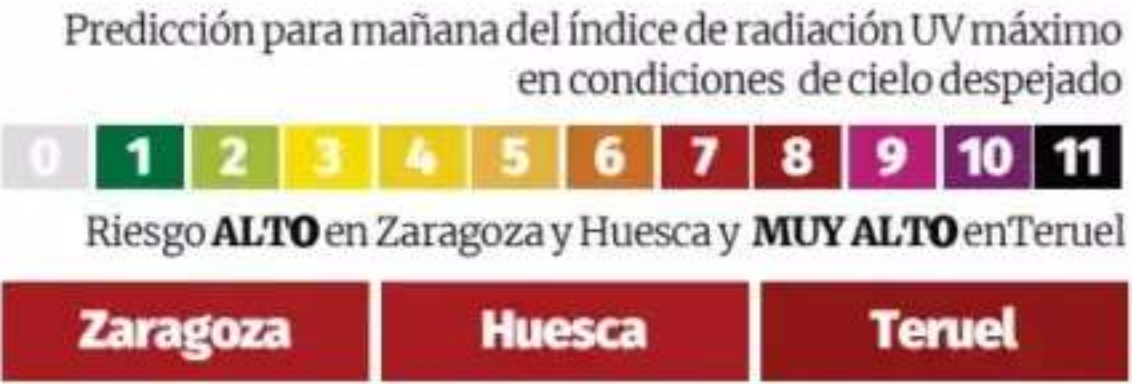 Predicción para mañana del índice de radiación UV máximo
en condiciones de cielo despejado
0 1 2 3 4 5 6 7 8 9 10 11
Riesgo ALTO en Zaragoza y Huesca y MUY ALTO enTeruel
Zaragoza Huesca Teruel